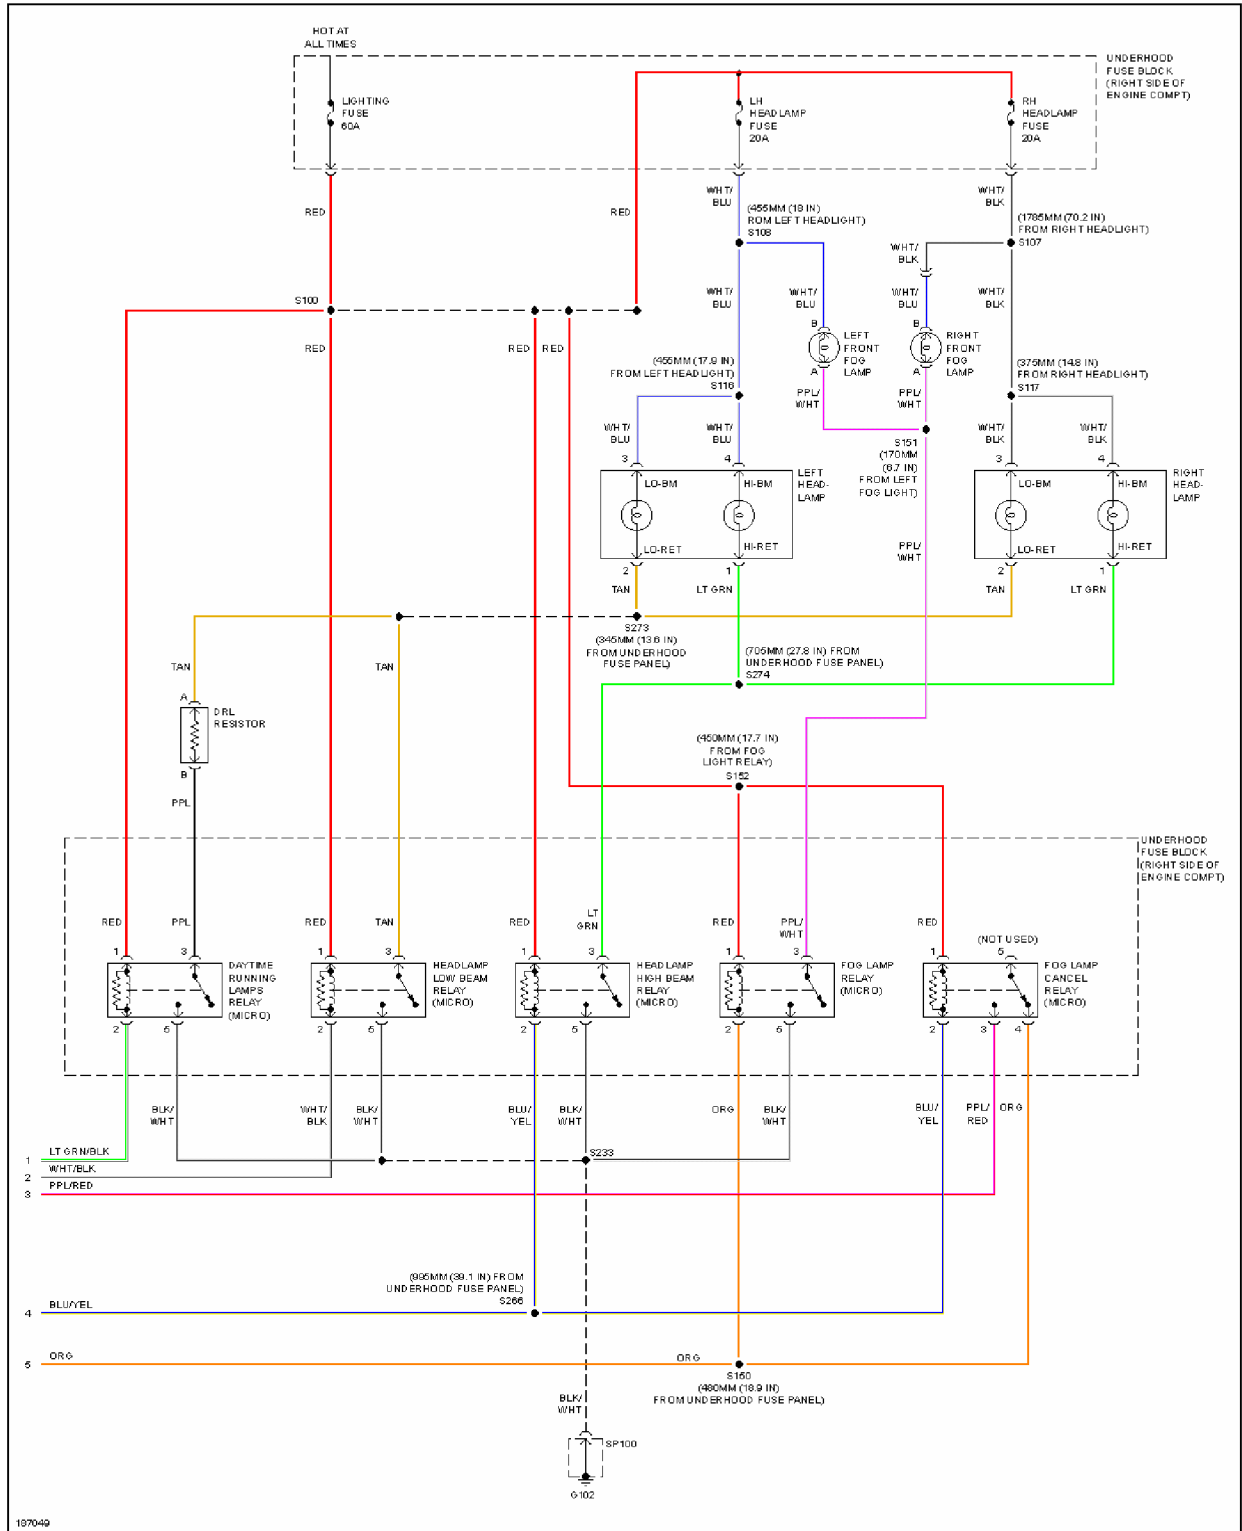 HOT AT
ALL TIMES
UNDERHOOD
FUSE BLOCK
(RIGHT SIDE OF
ENGINE COMPT)
LIGHTING
FUSE
60A
LH
HEADLAMP
FUSE
20A
RH
HEADLAMP
FUSE
20A
RED
RED
WHT/
BLU
WHT/
BLK
(455MM (18 IN)
ROM LEFT HEADLIGHT)
S108
(1785MM (70.2 IN)
FROM RIGHT HEADLIGHT)
S107
WHT/
BLK
S100
WHT/
BLU
WHT/
BLU
WHT/
BLU
WHT/
BLK
RED
RED
RED
B
LEFT
FRONT
FOG
LAMP
A
B
RIGHT
FRONT
FOG
LAMP
A
(455MM (17.9 IN)
FROM LEFT HEADLIGHT)
S116
(375MM (14.8 IN)
FROM RIGHT HEADLIGHT)
S117
PPL/
WHT
PPL/
WHT
WHT/
BLU
WHT/
BLU
S151
(170MM
(6.7 IN)
FROM LEFT
FOG LIGHT)
WHT/
BLK
WHT/
BLK
3
4
3
4
LO-BM
HI-BM
LEFT
HEAD-
LAMP
LO-BM
HI-BM
RIGHT
HEAD-
LAMP
LO-RET
HI-RET
PPL/
WHT
LO-RET
HI-RET
2
1
2
1
TAN
LT GRN
TAN
LT GRN
S273
(345MM (13.6 IN)
FROM UNDERHOOD
FUSE PANEL)
(705MM (27.8 IN) FROM
UNDERHOOD FUSE PANEL)
S274
TAN
TAN
A
DRL
RESISTOR
B
PPL
(450MM (17.7 IN)
FROM FOG
LIGHT RELAY)
S152
UNDERHOOD
FUSE BLOCK
(RIGHT SIDE OF
ENGINE COMPT)
RED
PPL
RED
TAN
RED
LT
GRN
RED
PPL/
WHT
RED
(NOT USED)
1
3
1
3
1
3
1
3
1
5
DAYTIME
RUNNING
LAMPS
RELAY
(MICRO)
HEADLAMP
LOW BEAM
RELAY
(MICRO)
HEADLAMP
HIGH BEAM
RELAY
(MICRO)
FOG LAMP
RELAY
(MICRO)
FOG LAMP
CANCEL
RELAY
(MICRO)
2
5
2
5
2
5
2
5
2
3
4
BLK/
WHT
WHT/
BLK
BLK/
WHT
BLU/
YEL
BLK/
WHT
ORG
BLK/
WHT
BLU/
YEL
PPL/
RED
ORG
S233
1 LT GRN/BLK
2 WHT/BLK
3 PPL/RED
(995MM (39.1 IN) FROM
UNDERHOOD FUSE PANEL)
S266
4 BLU/YEL
5 ORG
ORG
S150
(480MM (18.9 IN)
FROM UNDERHOOD FUSE PANEL)
BLK/
WHT
SP100
G102
187049